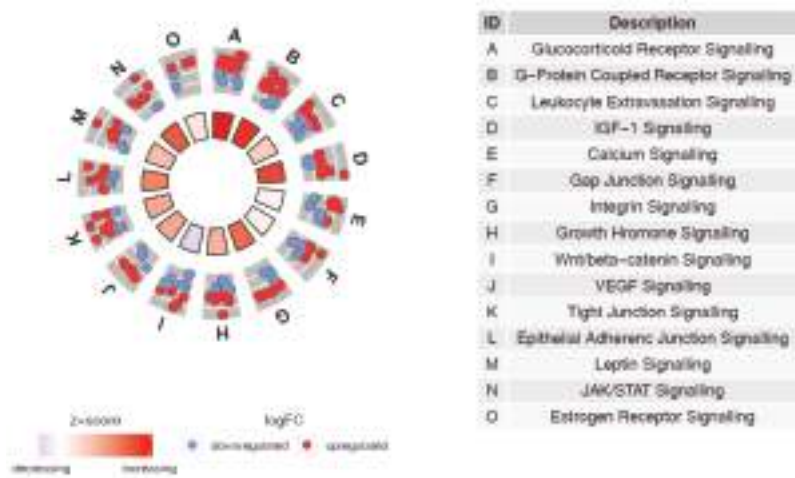 A
B
C
D
E
F
G
H
I
J
K
L
M
N
O
z-score
decreasing
increasing
logFC
downregulated
upregulated
ID Description
A Glucocorticoid Receptor Signalling
B G-Protein Coupled Receptor Signalling
C Leukocyte Extravasation Signalling
D IGF-1 Signalling
E Calcium Signalling
F Gap Junction Signalling
G Integrin Signalling
H Growth Hromone Signalling
I Wnt/beta-catenin Signalling
J VEGF Signalling
K Tight Junction Signalling
L Epithelial Adherenc Junction Signalling
M Leptin Signalling
N JAK/STAT Signalling
O Estrogen Receptor Signalling